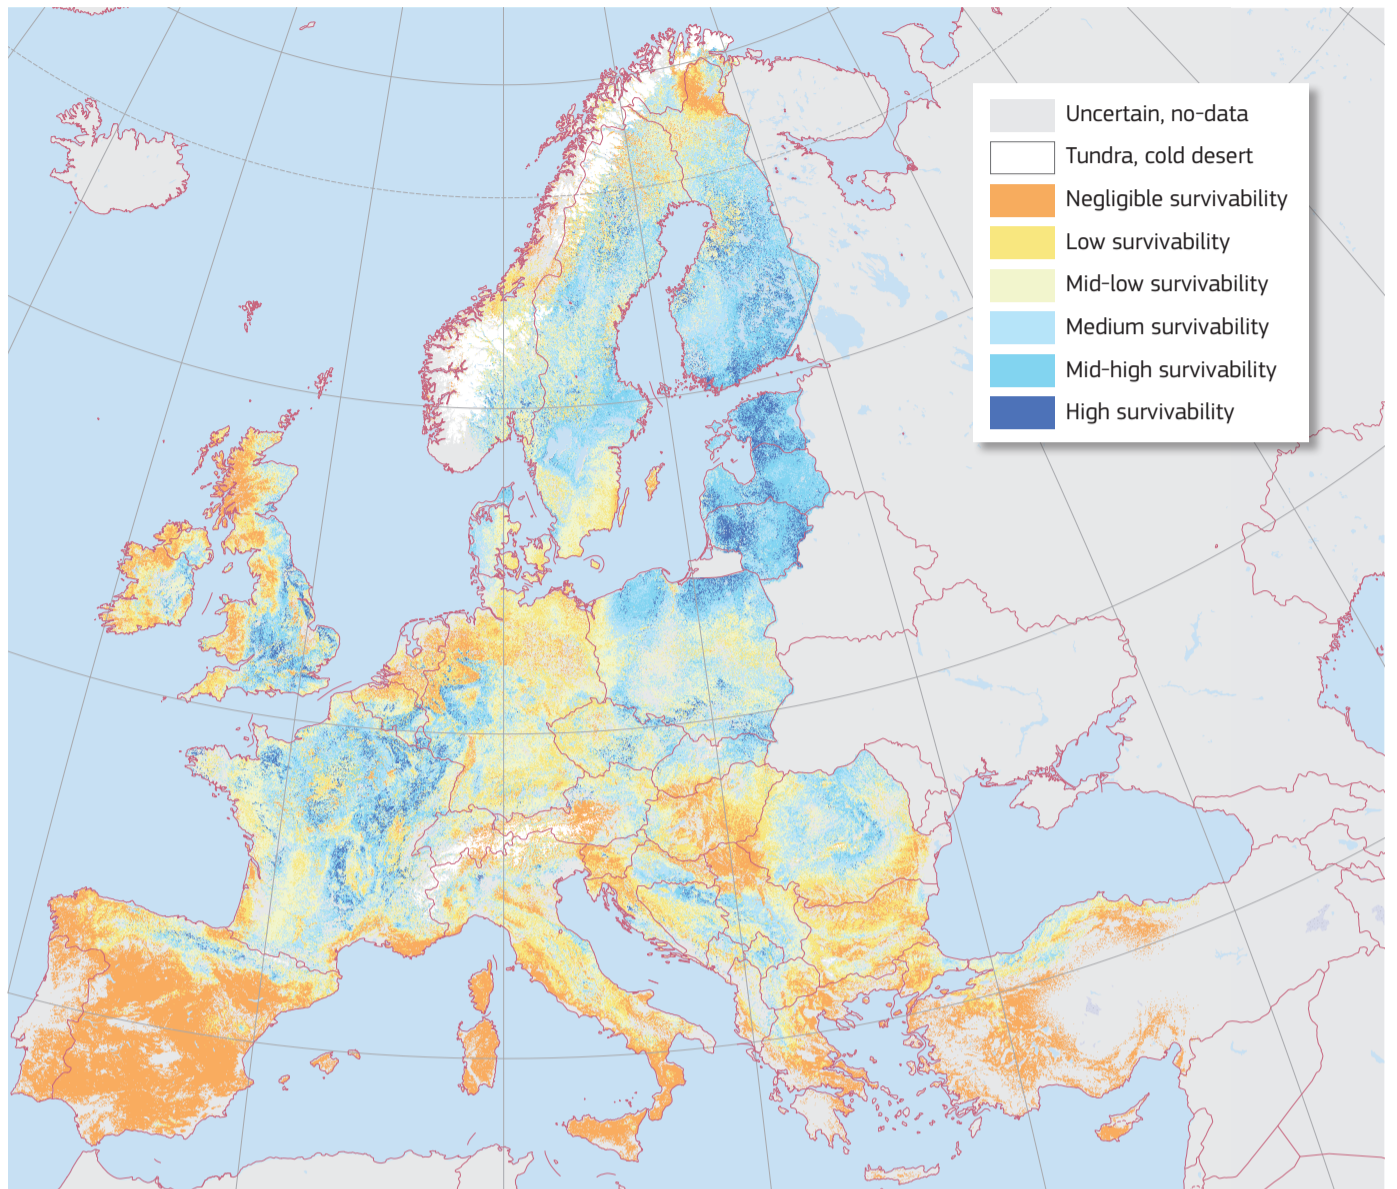 Uncertain, no-data
Tundra, cold desert
Negligible survivability
Low survivability
Mid-low survivability
Medium survivability
Mid-high survivability
High survivability